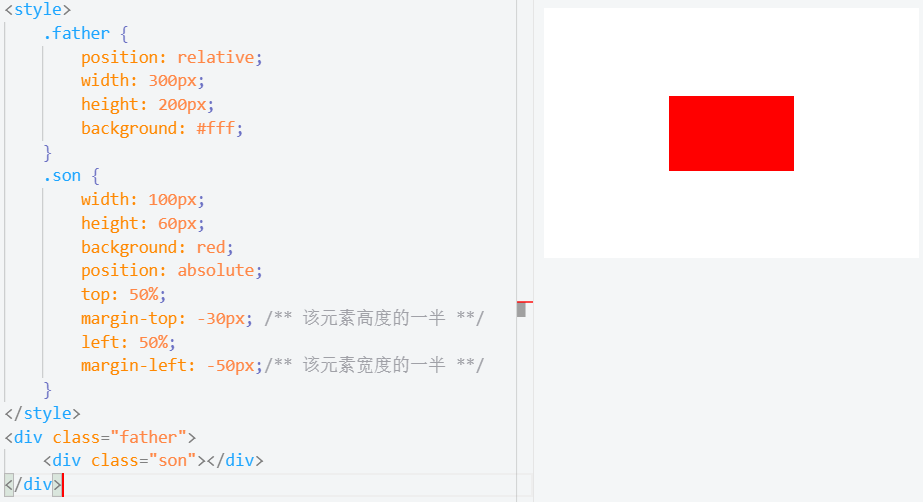 <style>
.father {
position: relative;
width: 300px;
height: 200px;
background: #fff;
}
.son {
width: 100px;
height: 60px;
background: red;
position: absolute;
top: 50%;
margin-top: -30px; /** 该元素高度的一半 **/
left: 50%;
margin-left: -50px;/** 该元素宽度的一半 **/
}
</style>
<div class="father">
<div class="son"></div>
</div>